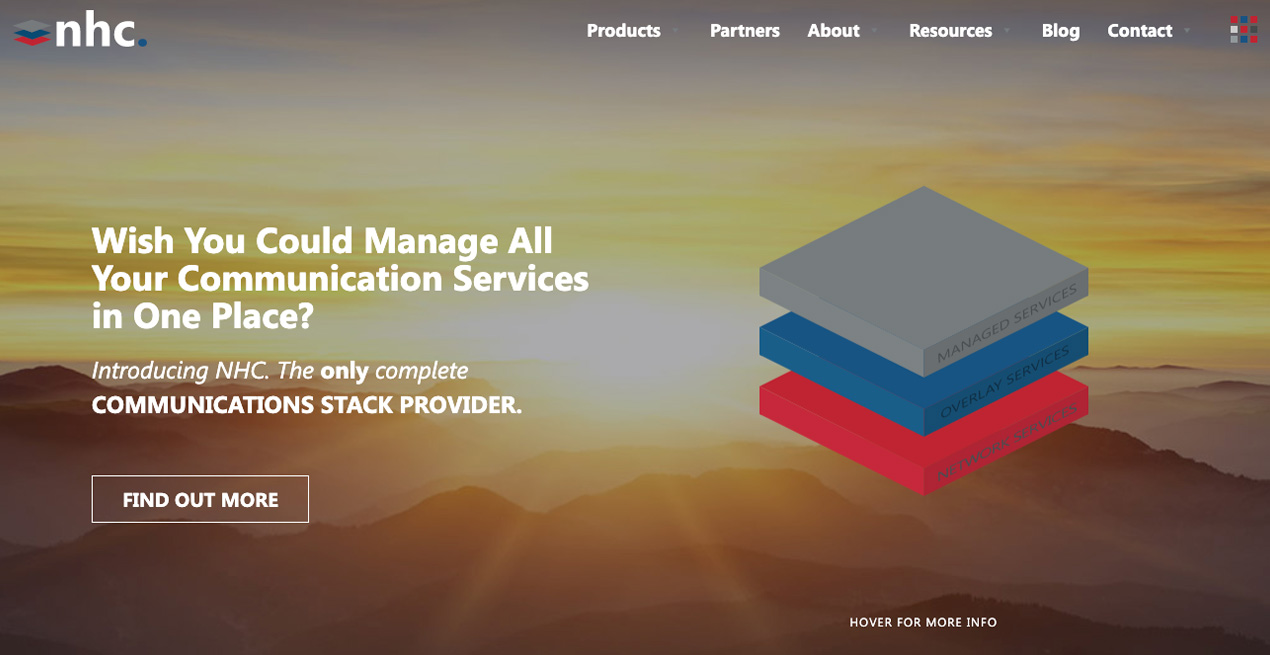 nhc.
Products
Partners
About
Resources
Blog
Contact
Wish You Could Manage All
Your Communication Services
in One Place?
Introducing NHC. The only complete
COMMUNICATIONS STACK PROVIDER.
FIND OUT MORE
MANAGED SERVICES
OVERLAY SERVICES
NETWORK SERVICES
HOVER FOR MORE INFO